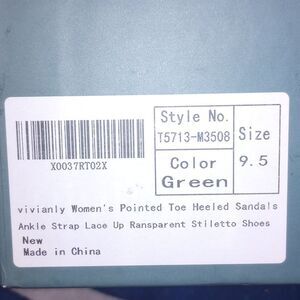 Style No.
T5713-M3508
Size
Color
9.5
Green
X0037RT02X
vivianly Women's Pointed Toe Heeled Sandals
Ankle Strap Lace Up Ransparent Stiletto Shoes
New
Made in China